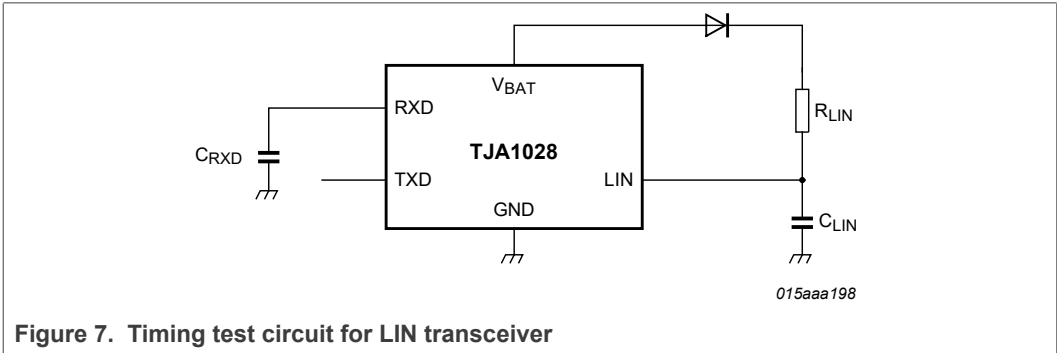 VBAT
RXD
RLIN
CRXD
TJA1028
TXD
LIN
GND
CLIN
015aaa198
Figure 7. Timing test circuit for LIN transceiver